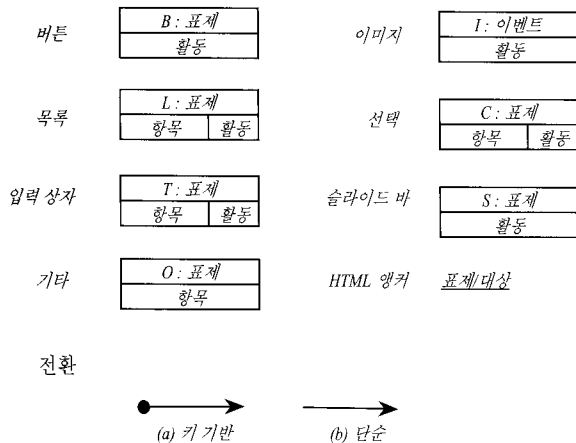 버튼
B : 표제
활동
이미지
I : 이벤트
활동
목록
L : 표제
항목 활동
선택
C : 표제
항목 활동
입력 상자
T : 표제
항목 활동
슬라이드 바
S : 표제
활동
기타
O : 표제
항목
HTML 앵커
표제/대상
전환
(a) 키 기반
(b) 단순